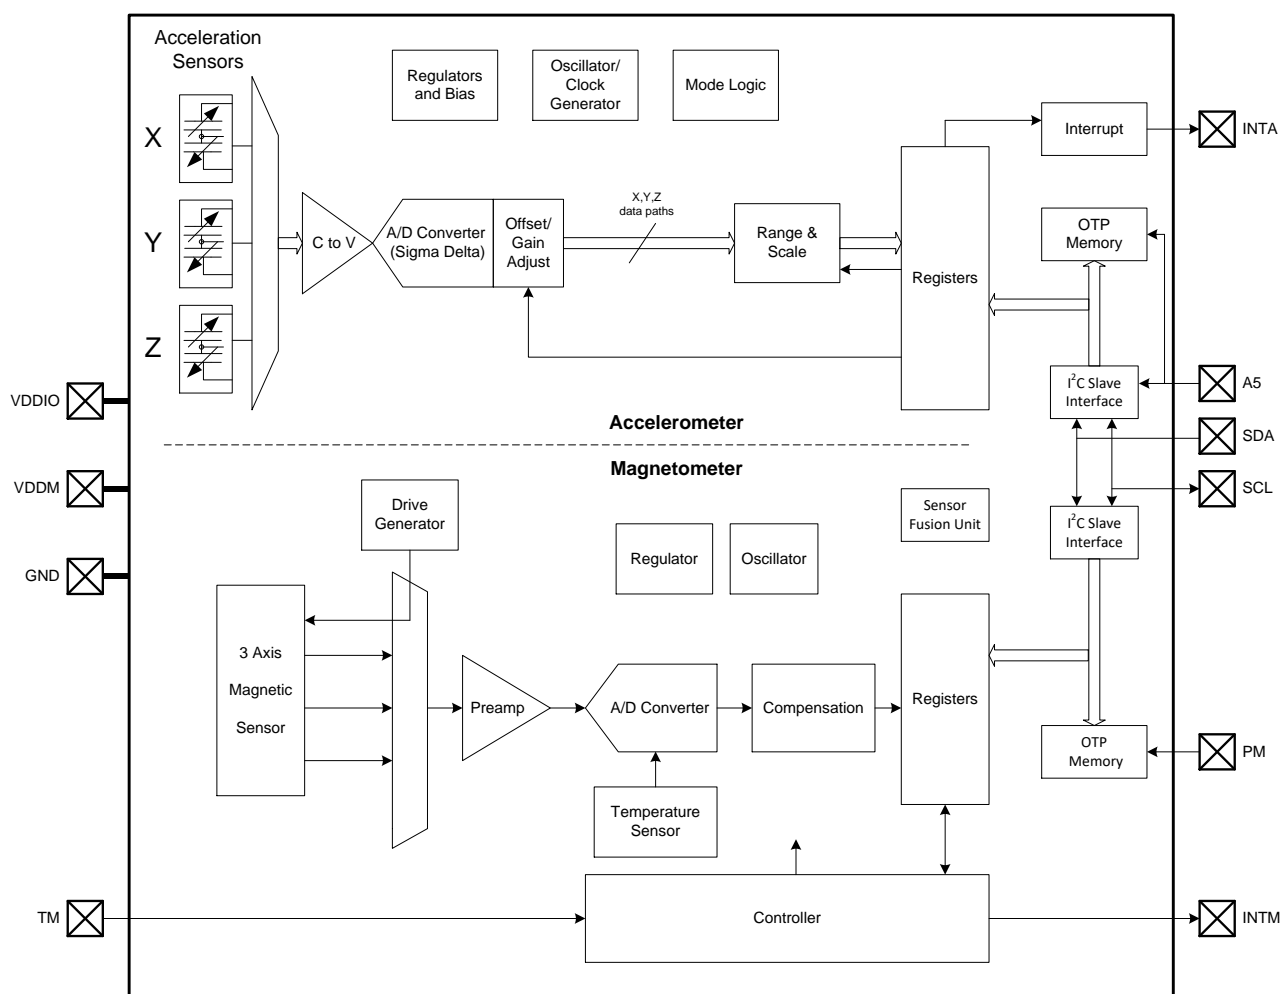 Acceleration
Sensors
X
Y
Z
Regulators
and Bias
Oscillator/
Clock
Generator
Mode Logic
Interrupt
INTA
C to V
A/D Converter
(Sigma Delta)
Offset/
Gain
Adjust
X,Y,Z
data paths
Range &
Scale
Registers
OTP
Memory
I²C Slave
Interface
A5
SDA
SCL
VDDIO
VDDM
GND
Accelerometer
Magnetometer
Drive
Generator
Regulator
Oscillator
Sensor
Fusion Unit
I²C Slave
Interface
3 Axis
Magnetic
Sensor
Preamp
A/D Converter
Compensation
Registers
OTP
Memory
PM
Temperature
Sensor
TM
Controller
INTM